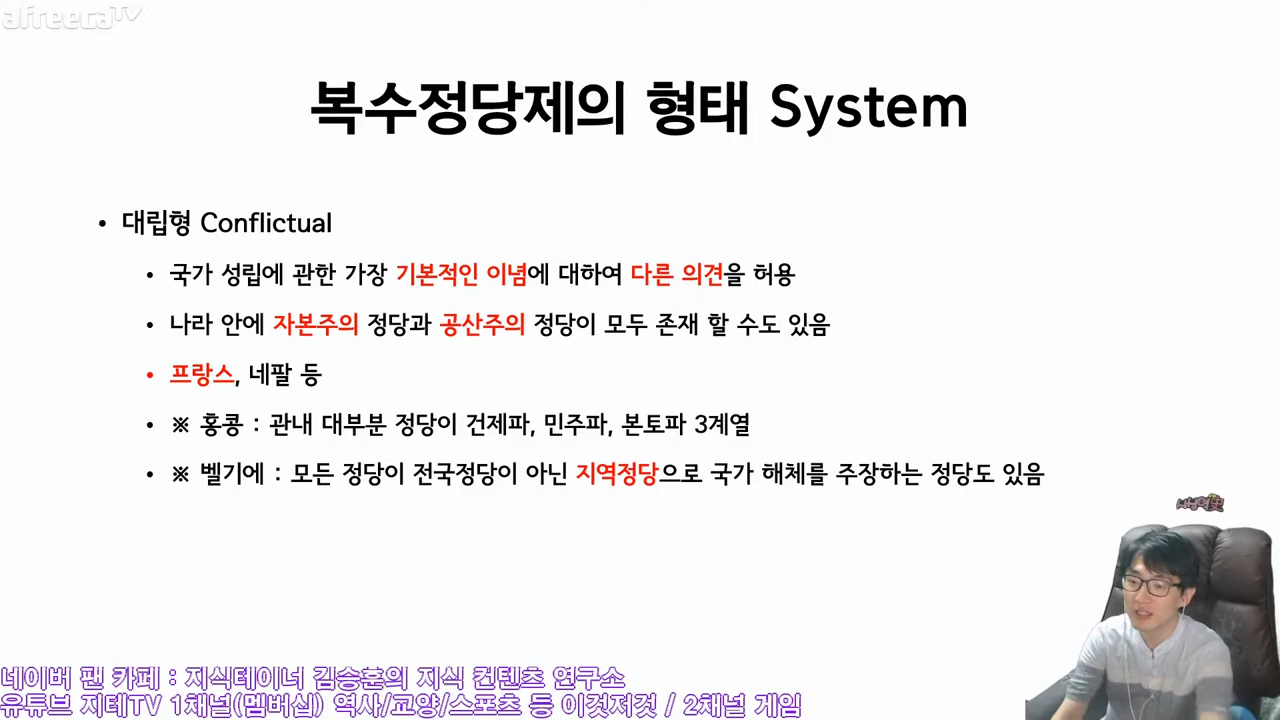 afreecaTV
복수정당제의 형태 System
• 대립형 Conflictual
• 국가 성립에 관한 가장 기본적인 이념에 대하여 다른 의견을 허용
• 나라 안에 자본주의 정당과 공산주의 정당이 모두 존재 할 수도 있음
• 프랑스, 네팔 등
• ※ 홍콩 : 관내 대부분 정당이 건제파, 민주파, 본토파 3계열
• ※ 벨기에 : 모든 정당이 전국정당이 아닌 지역정당으로 국가 해체를 주장하는 정당도 있음
네이버 팬 카페 : 지식테이너 김승훈의 지식 컨텐츠 연구소
유튜브 지테TV 1채널(멤버십) 역사/교양/스포츠 등 이것저것 / 2채널 게임